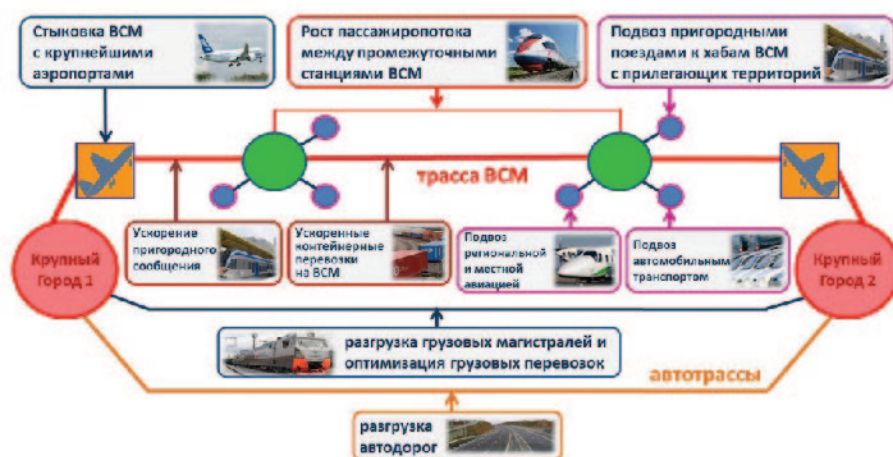 Стыковка ВСМ
с крупнейшими
аэропортами
Рост пассажиропотока
между промежуточными
станциями ВСМ
Подвоз пригородными
поездами к хабам ВСМ
с прилегающих территорий
трасса ВСМ
Ускорение
пригородного
сообщения
Ускоренные
контейнерные
перевозки
на ВСМ
Подвоз
региональной
и местной
авиацией
Подвоз
автомобильным
транспортом
Крупный
Город 1
Крупный
Город 2
разгрузка грузовых магистралей и
оптимизация грузовых перевозок
автотрассы
разгрузка
автодорог